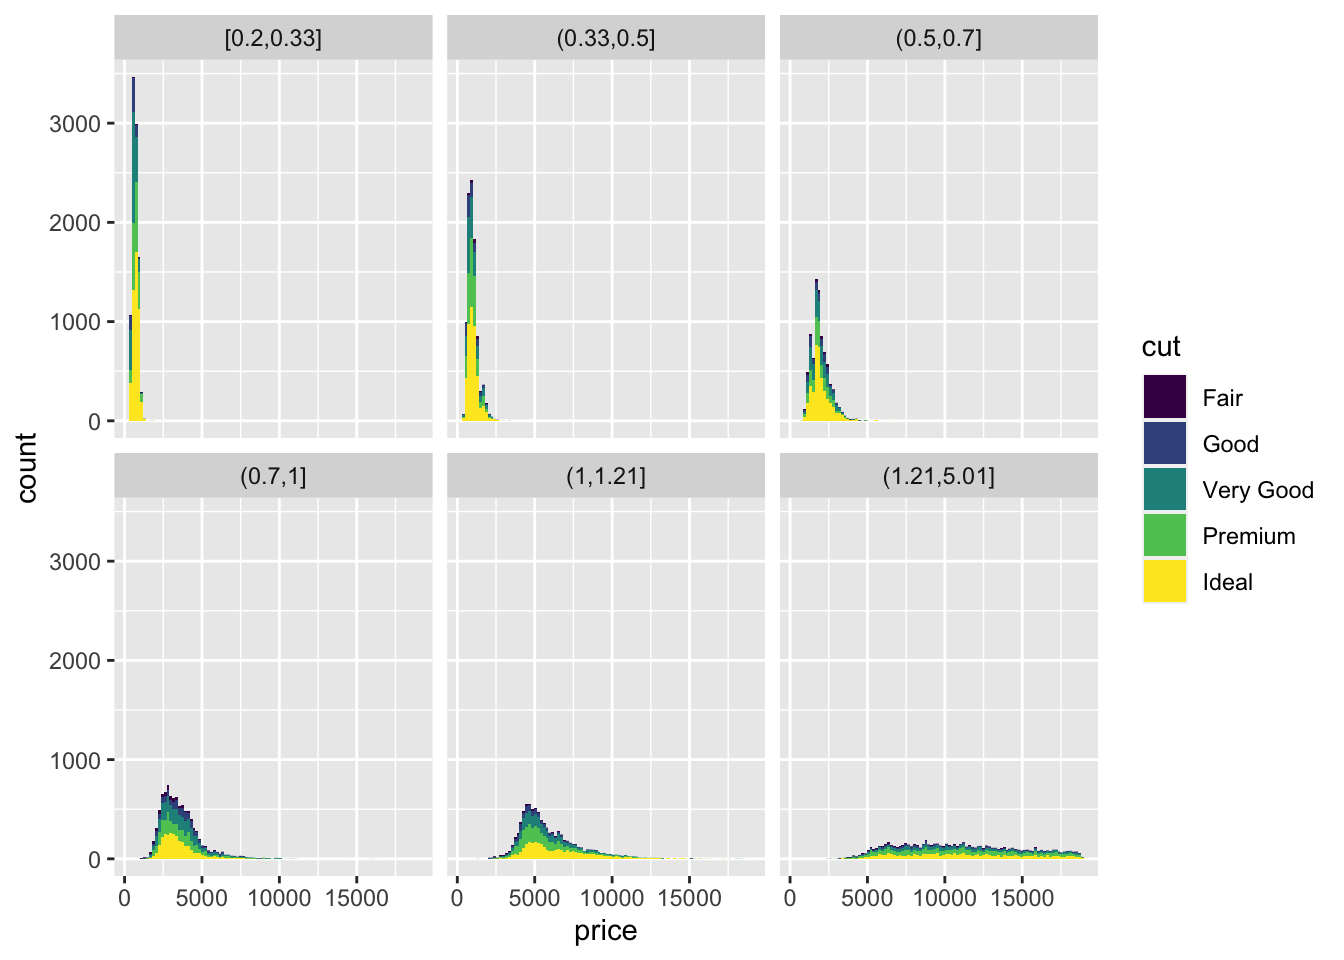 [0.2,0.33]
(0.33,0.5]
(0.5,0.7]
3000
2000
1000
0
(0.7,1]
(1,1.21]
(1.21,5.01]
3000
2000
1000
0
0 5000 10000 15000
0 5000 10000 15000
0 5000 10000 15000
price
count
cut
Fair
Good
Very Good
Premium
Ideal